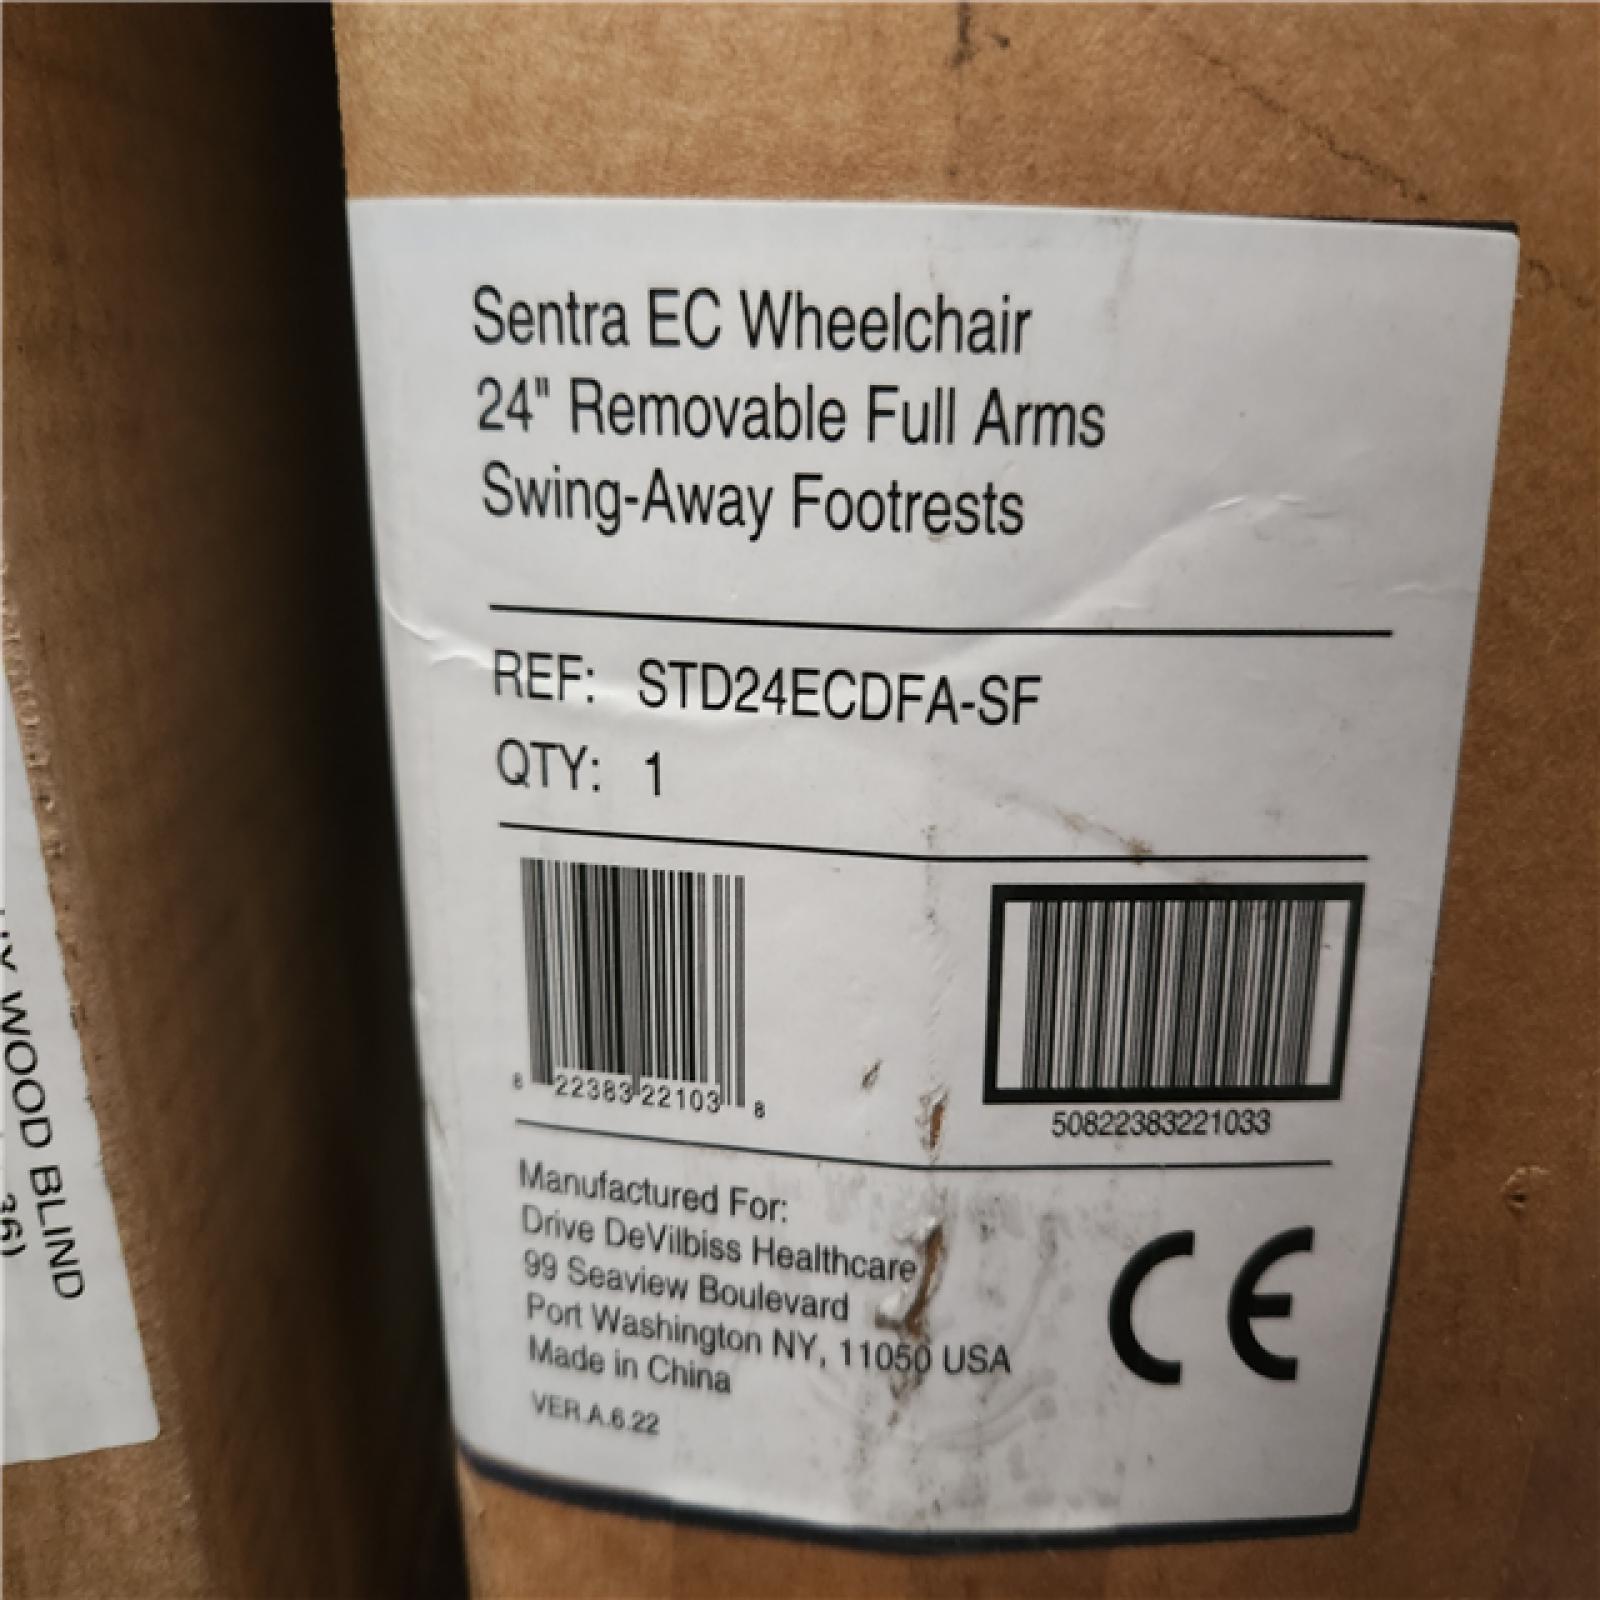 Sentra EC Wheelchair
24" Removable Full Arms
Swing-Away Footrests
REF: STD24ECDFA-SF
QTY: 1
8 22383 22103 8
50822383221033
Manufactured For:
Drive DeVilbiss Healthcare
99 Seaview Boulevard
Port Washington NY, 11050 USA
Made in China
VER.A.6.22
CE
WOOD BLIND
36)